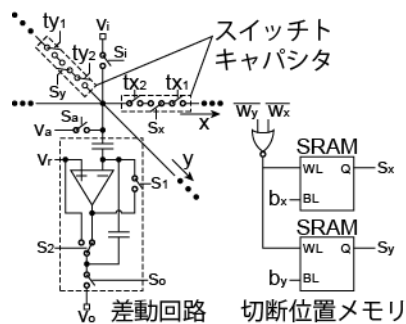 スイッチト
キャパシタ
ty₁
ty₂
Sy
Vi
Si
tx₂
tx₁
Sx
x
Sa
Va
Vr
y
S1
S2
So
Vo
差動回路
W̅y̅ W̅x̅
SRAM
WL Q
Sx
bx
BL
SRAM
WL Q
Sy
by
BL
切断位置メモリ